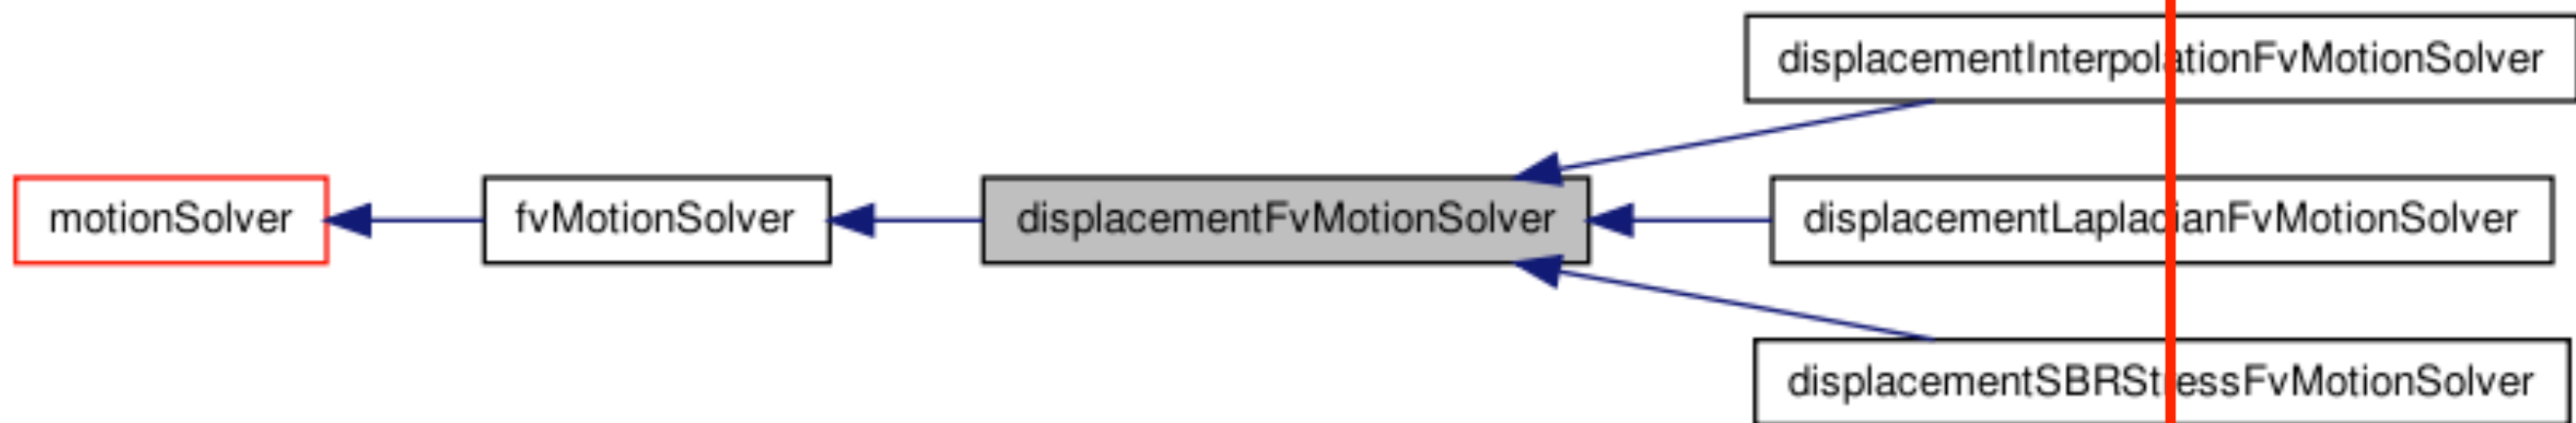 displacementInterpolationFvMotionSolver
motionSolver
fvMotionSolver
displacementFvMotionSolver
displacementLaplacianFvMotionSolver
displacementSBRStressFvMotionSolver